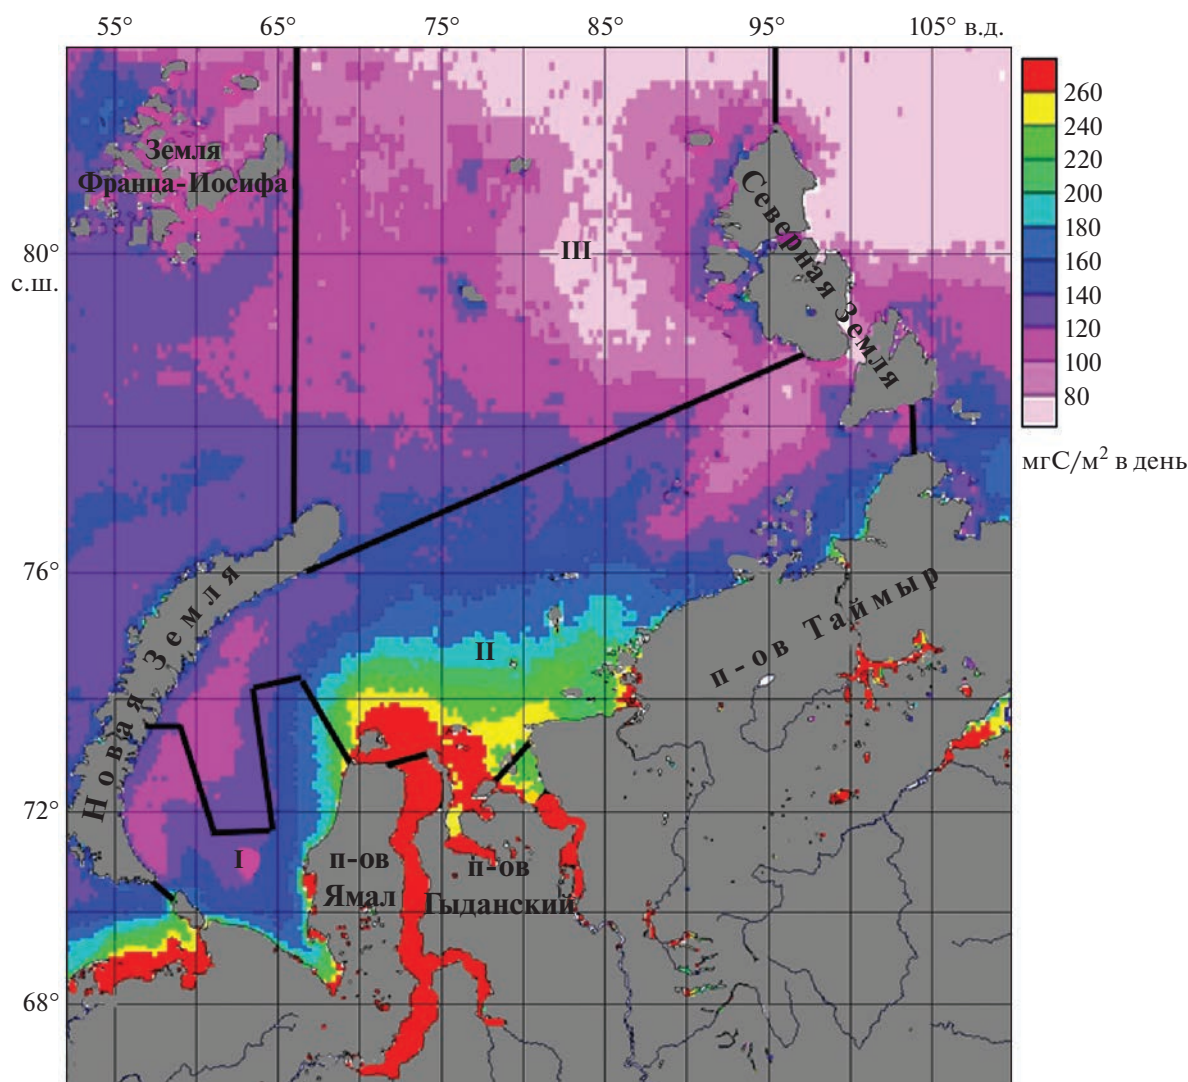 55° 65° 75° 85° 95° 105° в.д.
260
240
220
200
180
160
140
120
100
80
мгС/м² в день
Земля
Франца-Иосифа
Северная Земля
III
80°
с.ш.
76°
Новая Земля
п-ов Таймыр
II
72°
I
п-ов
Ямал
п-ов
Гыданский
68°